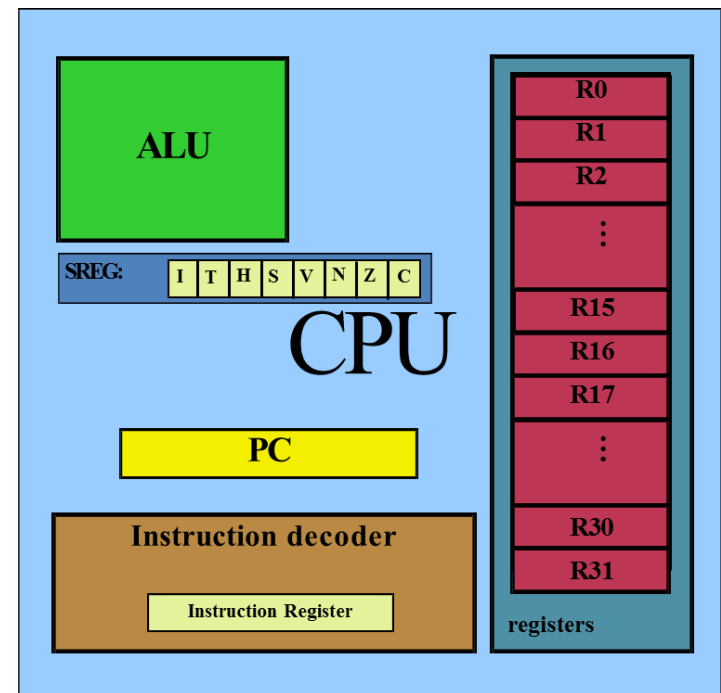 ALU
SREG: I T H S V N Z C
CPU
PC
Instruction decoder
Instruction Register
R0
R1
R2
⋮
R15
R16
R17
⋮
R30
R31
registers